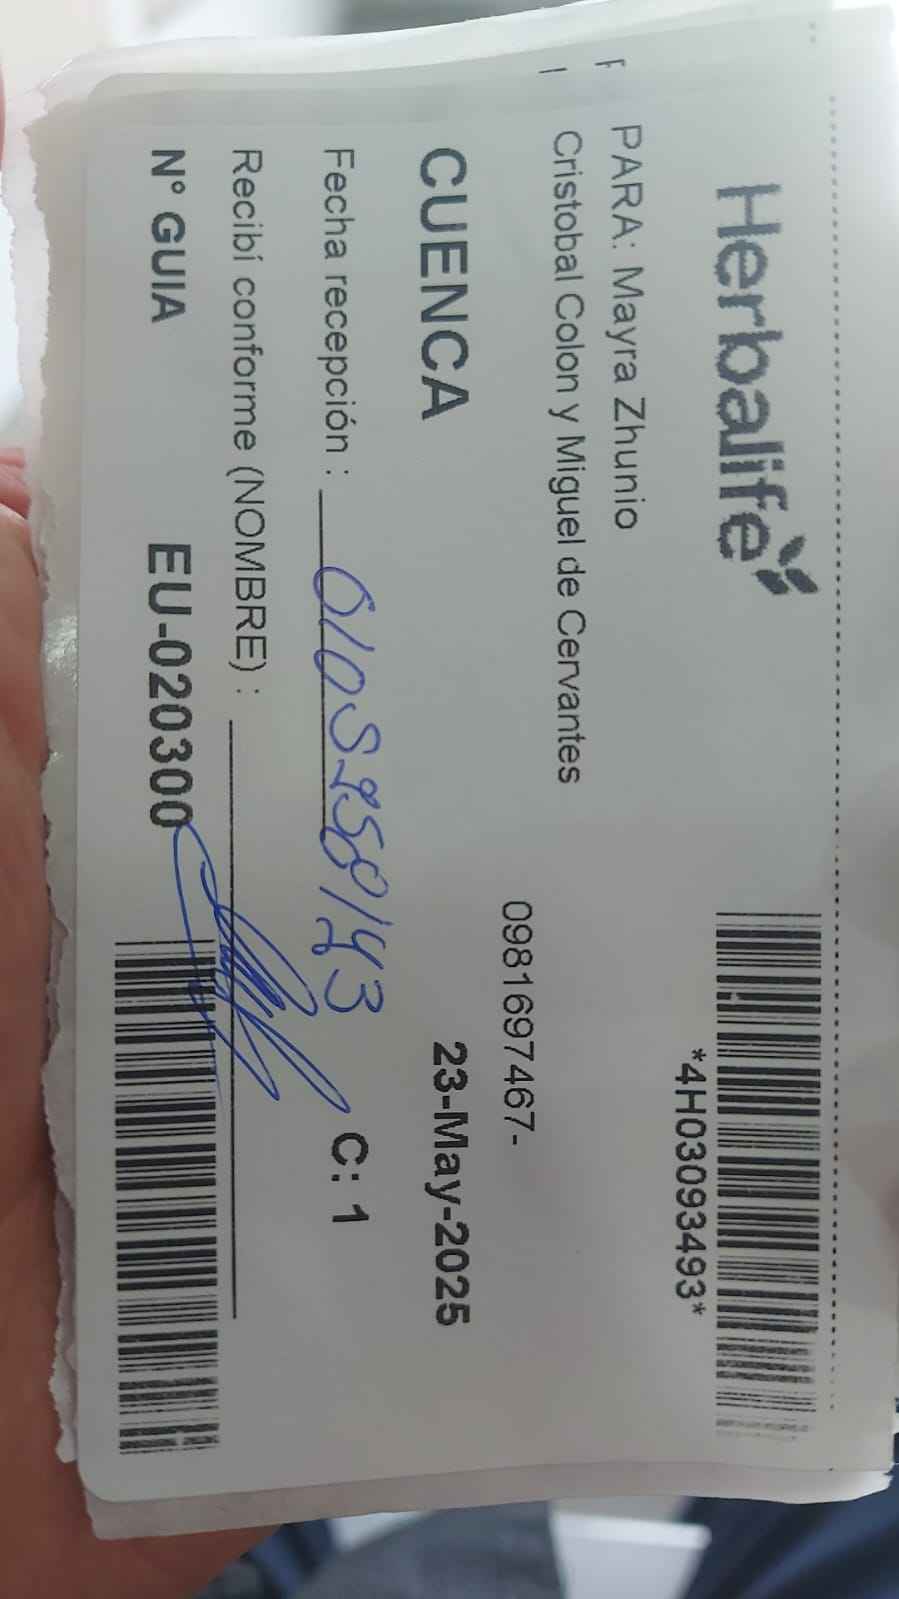 Herbalife
*4H03093493*
PARA: Mayra Zhunio
Cristobal Colon y Miguel de Cervantes
0981697467-
CUENCA 23-May-2025
Fecha recepción : C: 1
Recibí conforme (NOMBRE) :
N° GUIA EU-020300